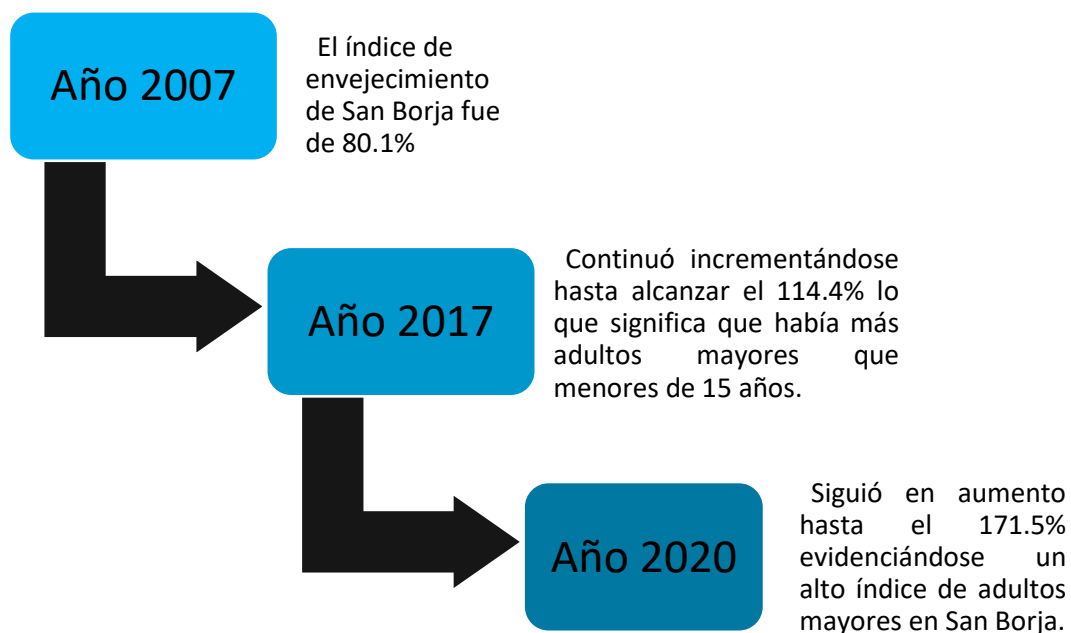 Año 2007
El índice de
envejecimiento
de San Borja fue
de 80.1%
Año 2017
Continuó incrementándose
hasta alcanzar el 114.4% lo
que significa que había más
adultos mayores que
menores de 15 años.
Año 2020
Siguió en aumento
hasta el 171.5%
evidenciándose un
alto índice de adultos
mayores en San Borja.